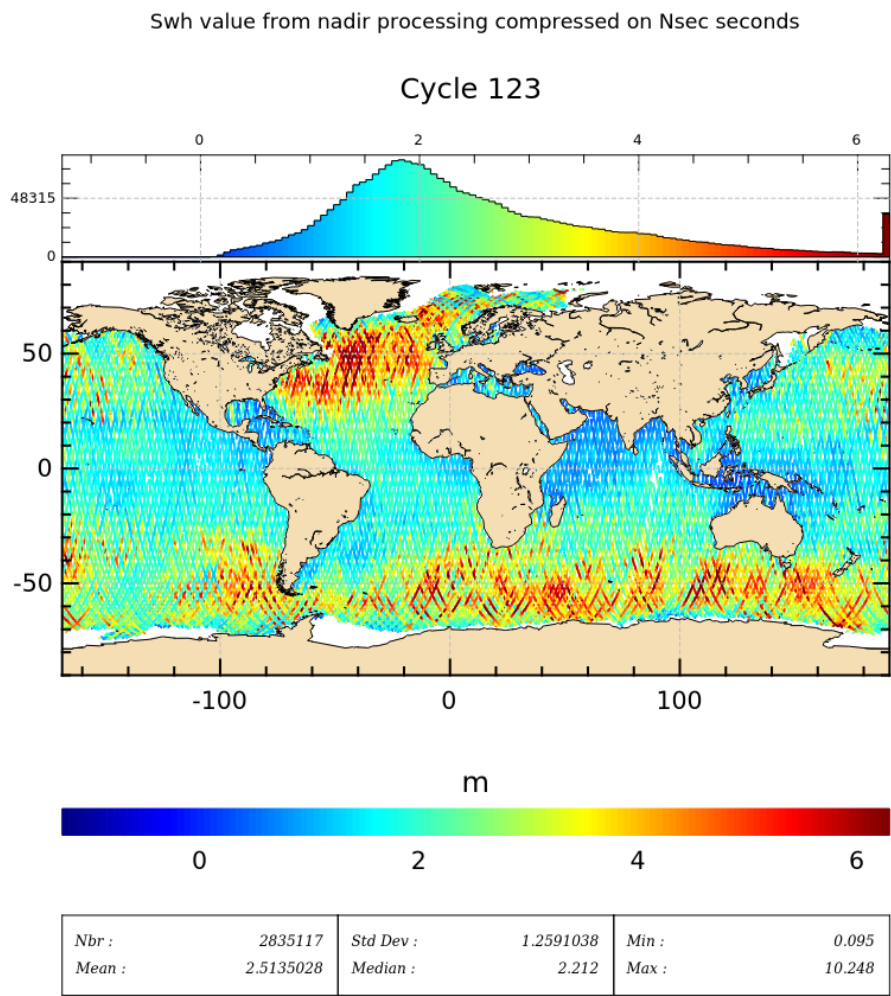 Swh value from nadir processing compressed on Nsec seconds
Cycle 123
0 2 4 6
48315
0
50
0
-50
-100 0 100
m
0 2 4 6
Nbr : 2835117 Std Dev : 1.2591038 Min : 0.095
Mean : 2.5135028 Median : 2.212 Max : 10.248